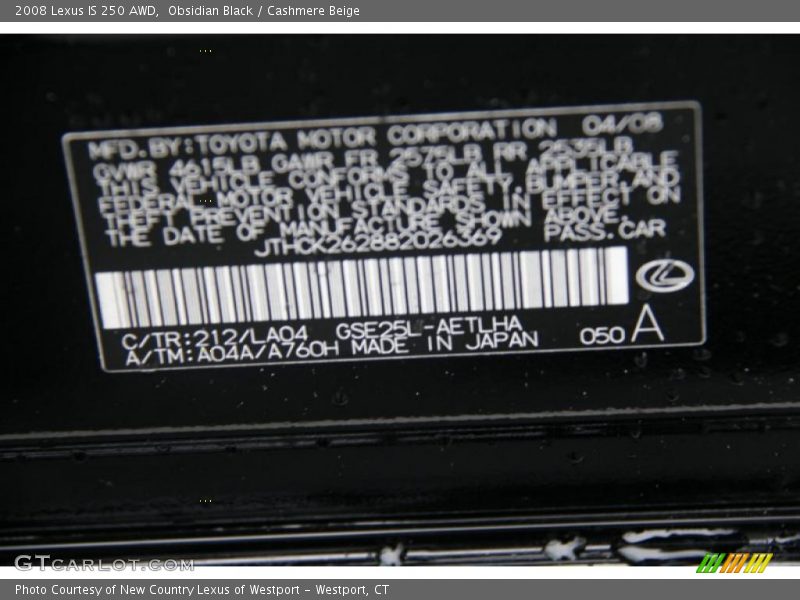 2008 Lexus IS 250 AWD,  Obsidian Black / Cashmere Beige
MFD.BY:TOYOTA MOTOR CORPORATION 04/08
GVWR 4615LB GAWR FR 2575LB RR 2535LB
THIS VEHICLE CONFORMS TO ALL APPLICABLE
FEDERAL MOTOR VEHICLE SAFETY,BUMPER,AND
THEFT PREVENTION STANDARDS IN EFFECT ON
THE DATE OF MANUFACTURE SHOWN ABOVE.
JTHCK262882026369 PASS.CAR
C/TR:212/LA04 GSE25L-AETLHA
A/TM:A04A/A760H MADE IN JAPAN 050 A
GTcarlot.com
Photo Courtesy of New Country Lexus of Westport - Westport, CT